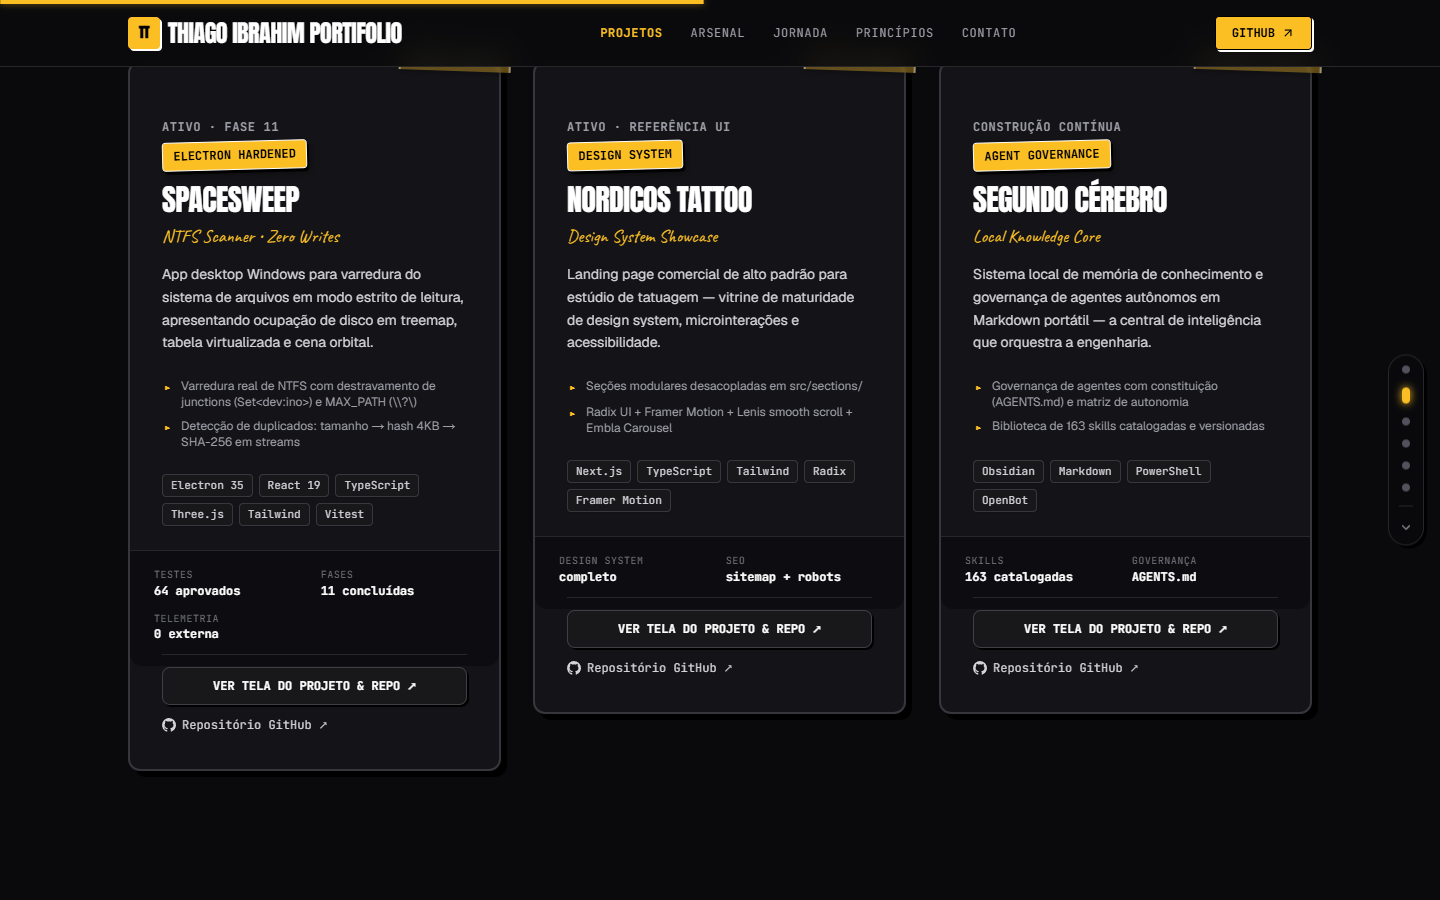 THIAGO IBRAHIM PORTIFOLIO
PROJETOS
ARSENAL
JORNADA
PRINCÍPIOS
CONTATO
GITHUB ↗
ATIVO · FASE 11
ELECTRON HARDENED
SPACESWEEP
NTFS Scanner • Zero Writes
App desktop Windows para varredura do
sistema de arquivos em modo estrito de leitura,
apresentando ocupação de disco em treemap,
tabela virtualizada e cena orbital.
► Varredura real de NTFS com destravamento de
junctions (Set<dev:ino>) e MAX_PATH (\\?\)
► Detecção de duplicados: tamanho → hash 4KB →
SHA-256 em streams
Electron 35
React 19
TypeScript
Three.js
Tailwind
Vitest
TESTES
64 aprovados
FASES
11 concluídas
TELEMETRIA
0 externa
VER TELA DO PROJETO & REPO ↗
Repositório GitHub ↗
ATIVO · REFERÊNCIA UI
DESIGN SYSTEM
NORDICOS TATTOO
Design System Showcase
Landing page comercial de alto padrão para
estúdio de tatuagem — vitrine de maturidade
de design system, microinterações e
acessibilidade.
► Seções modulares desacopladas em src/sections/
► Radix UI + Framer Motion + Lenis smooth scroll +
Embla Carousel
Next.js
TypeScript
Tailwind
Radix
Framer Motion
DESIGN SYSTEM
completo
SEO
sitemap + robots
VER TELA DO PROJETO & REPO ↗
Repositório GitHub ↗
CONSTRUÇÃO CONTÍNUA
AGENT GOVERNANCE
SEGUNDO CÉREBRO
Local Knowledge Core
Sistema local de memória de conhecimento e
governança de agentes autônomos em
Markdown portátil — a central de inteligência
que orquestra a engenharia.
► Governança de agentes com constituição
(AGENTS.md) e matriz de autonomia
► Biblioteca de 163 skills catalogadas e versionadas
Obsidian
Markdown
PowerShell
OpenBot
SKILLS
163 catalogadas
GOVERNANÇA
AGENTS.md
VER TELA DO PROJETO & REPO ↗
Repositório GitHub ↗